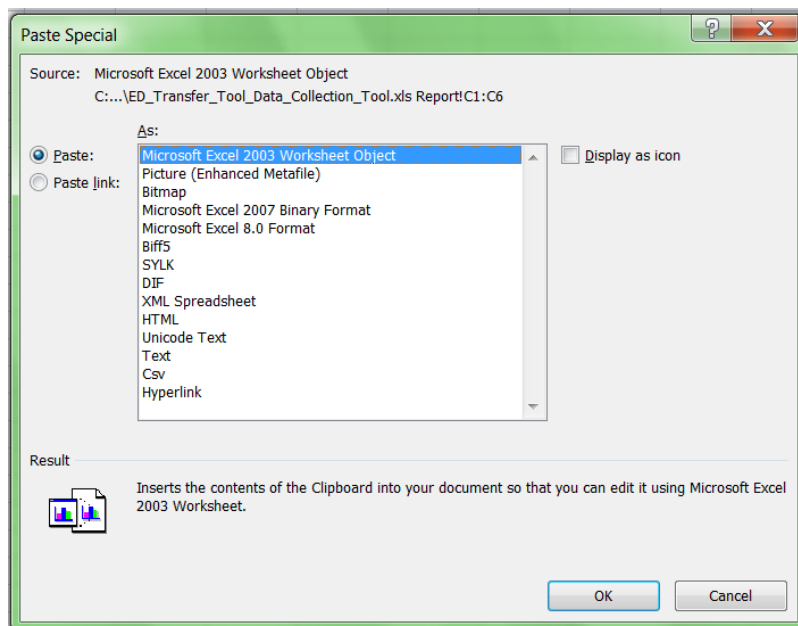 Paste Special
Source: Microsoft Excel 2003 Worksheet Object
C:...\ED_Transfer_Tool_Data_Collection_Tool.xls Report!C1:C6
As:
Paste:
Paste link:
Microsoft Excel 2003 Worksheet Object
Picture (Enhanced Metafile)
Bitmap
Microsoft Excel 2007 Binary Format
Microsoft Excel 8.0 Format
Biff5
SYLK
DIF
XML Spreadsheet
HTML
Unicode Text
Text
Csv
Hyperlink
Display as icon
Result
Inserts the contents of the Clipboard into your document so that you can edit it using Microsoft Excel
2003 Worksheet.
OK
Cancel